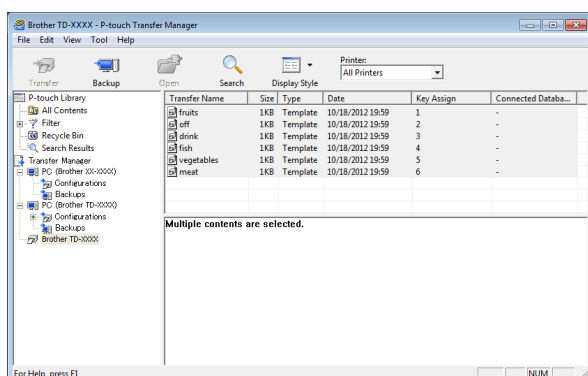 Brother TD-XXXX - P-touch Transfer Manager
File Edit View Tool Help
Transfer Backup Open Search Display Style
Printer:
All Printers
P-touch Library
All Contents
Filter
Recycle Bin
Search Results
Transfer Manager
PC (Brother XX-XXXX)
Configurations
Backups
PC (Brother TD-XXXX)
Configurations
Backups
Brother TD-XXXX
Transfer Name Size Type Date Key Assign Connected Databa...
fruits 1KB Template 10/18/2012 19:59 1 -
off 1KB Template 10/18/2012 19:59 2 -
drink 1KB Template 10/18/2012 19:59 3 -
fish 1KB Template 10/18/2012 19:59 4 -
vegetables 1KB Template 10/18/2012 19:59 5 -
meat 1KB Template 10/18/2012 19:59 6 -
Multiple contents are selected.
For Help, press F1 NUM